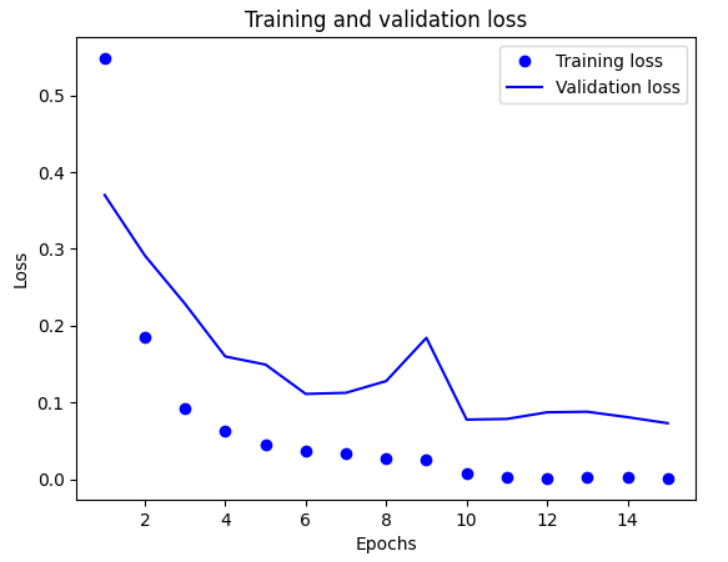 Training and validation loss
Training loss
Validation loss
0.5
0.4
0.3
0.2
0.1
0.0
Loss
2 4 6 8 10 12 14
Epochs